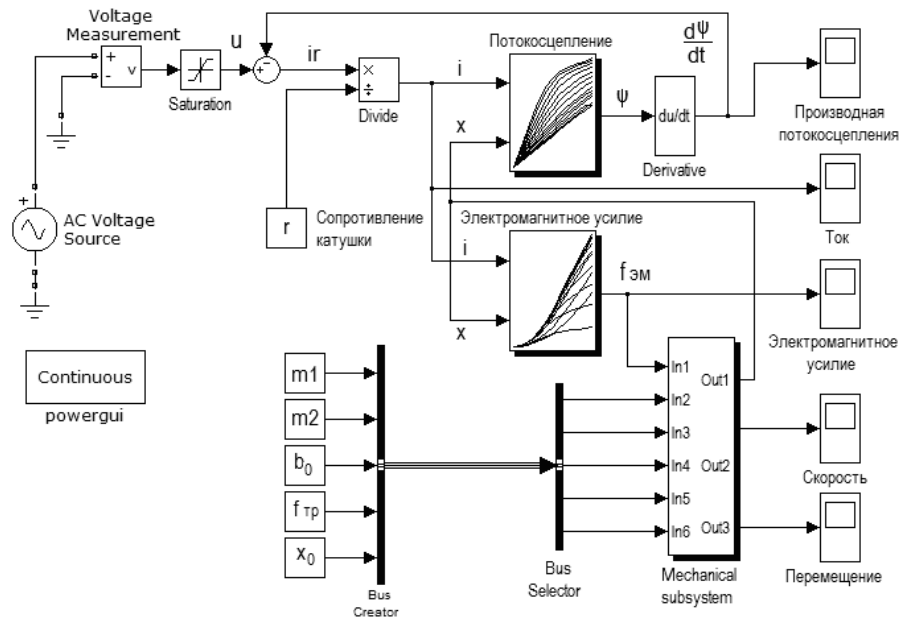 Voltage
Measurement
+
-
v
Saturation
u
+
-
ir
×
÷
Divide
i
x
Потокосцепление
ψ
du/dt
Derivative
dψ
dt
Производная
потокосцепления
+
AC Voltage
Source
r
Сопротивление
катушки
Электромагнитное усилие
i
x
f эм
Ток
Электромагнитное
усилие
Continuous
powergui
m1
m2
b0
f тр
x0
Bus
Creator
Bus
Selector
In1
In2
In3
In4
In5
In6
Out1
Out2
Out3
Mechanical
subsystem
Скорость
Перемещение